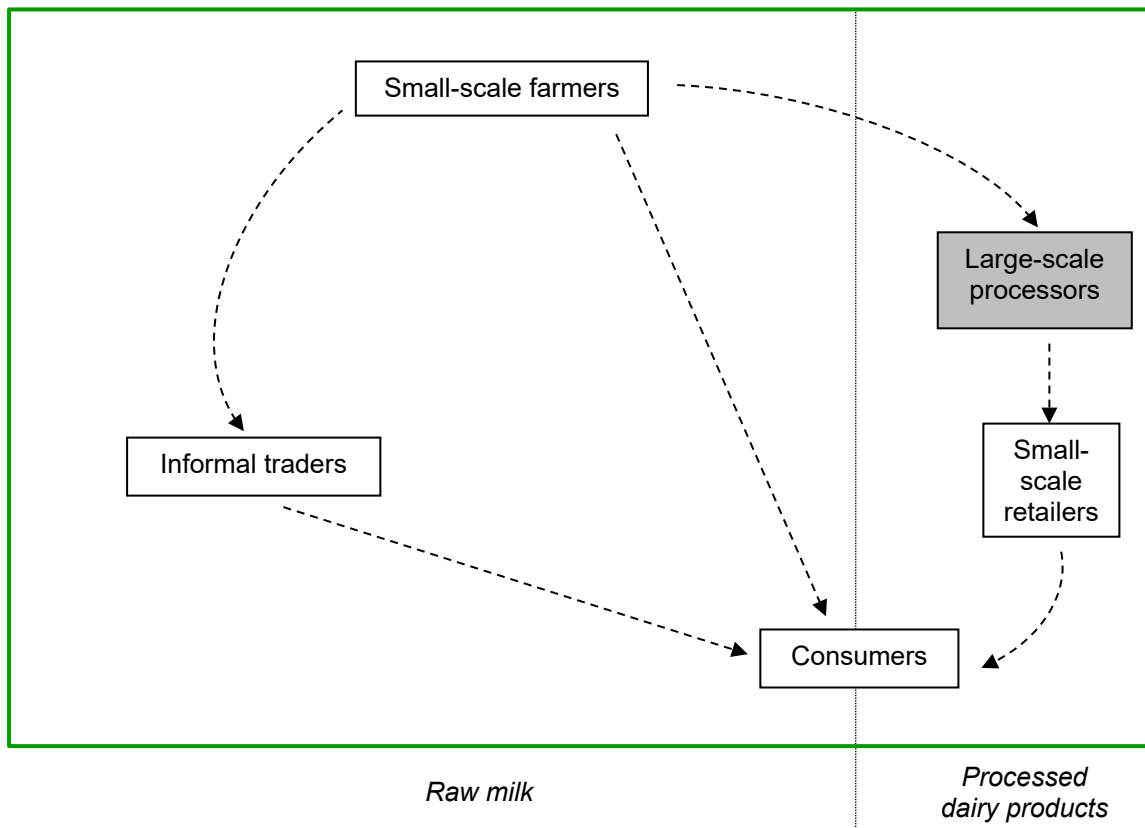 Small-scale farmers
Large-scale
processors
Informal traders
Small-
scale
retailers
Consumers
Raw milk
Processed
dairy products